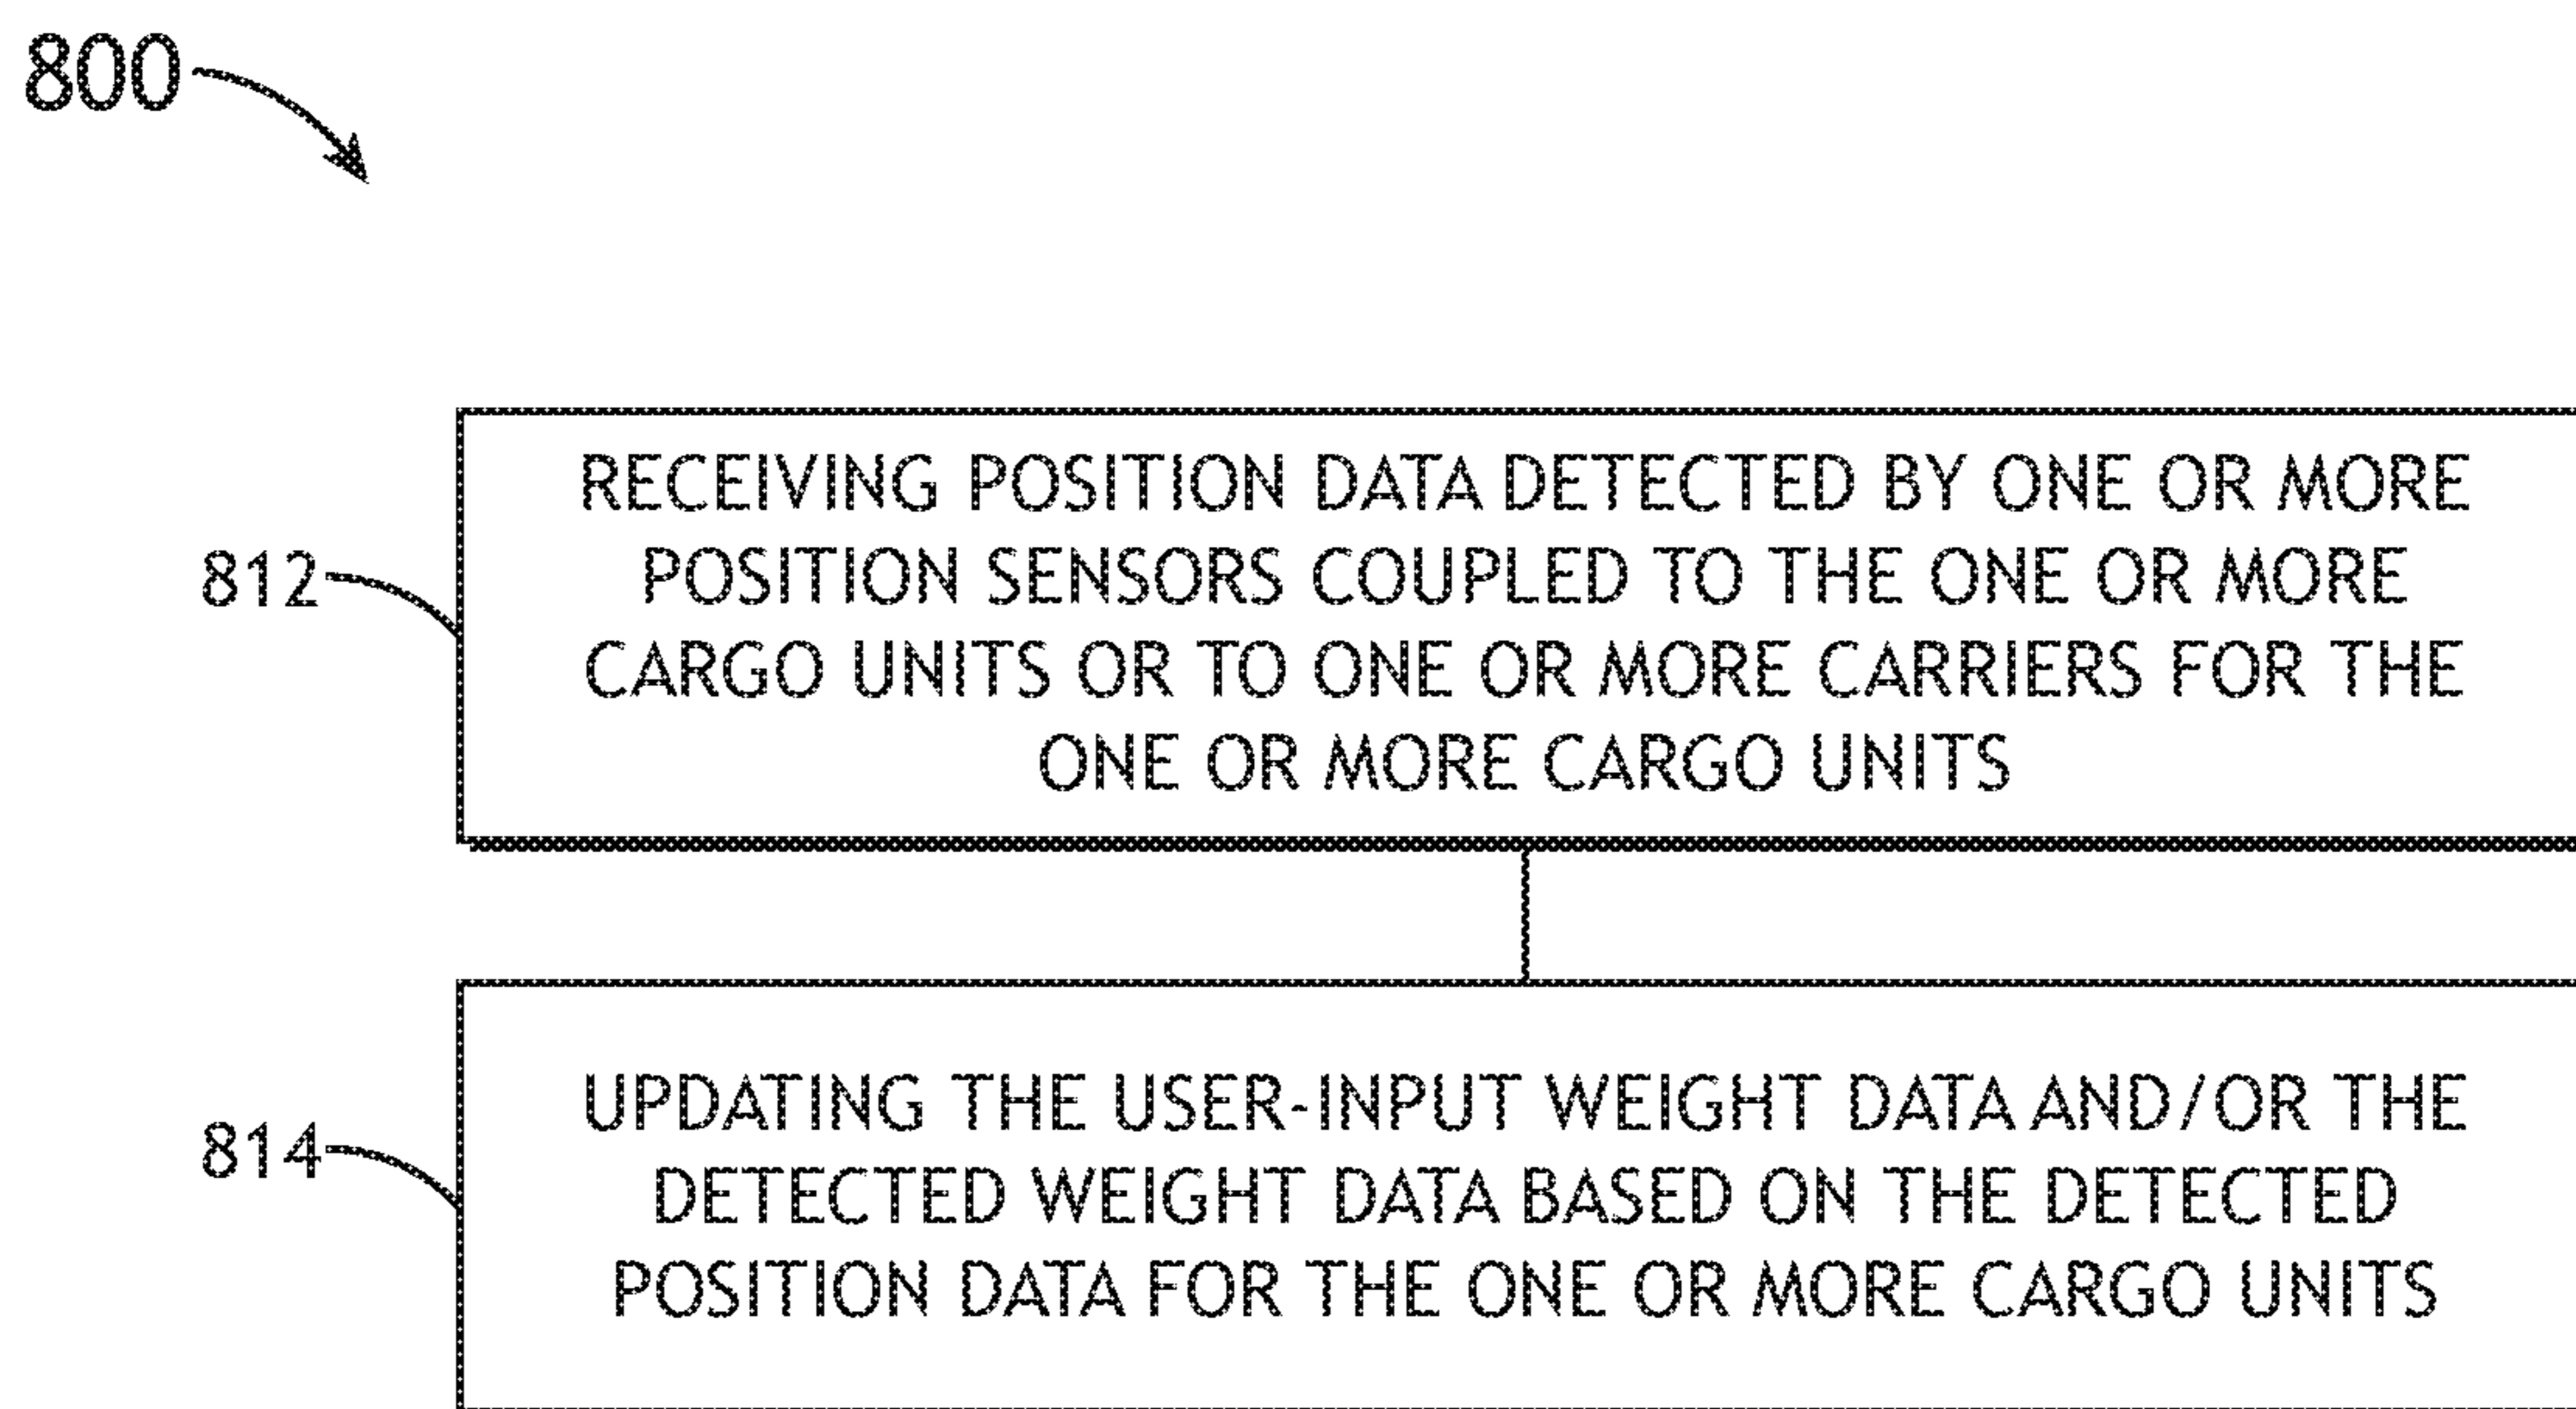 800
812
RECEIVING POSITION DATA DETECTED BY ONE OR MORE
POSITION SENSORS COUPLED TO THE ONE OR MORE
CARGO UNITS OR TO ONE OR MORE CARRIERS FOR THE
ONE OR MORE CARGO UNITS
814
UPDATING THE USER-INPUT WEIGHT DATA AND/OR THE
DETECTED WEIGHT DATA BASED ON THE DETECTED
POSITION DATA FOR THE ONE OR MORE CARGO UNITS